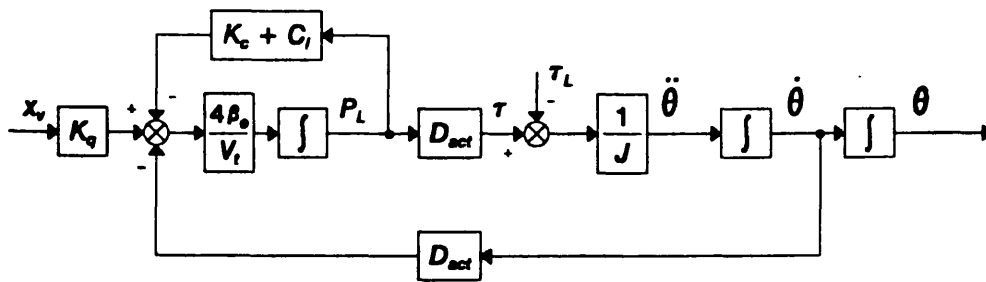 K_c + C_l
x_v
K_q
+
-
-
4β_e
V_t
∫
P_L
D_act
τ
+
τ_L
-
1
J
θ̈
∫
θ̇
∫
θ
D_act